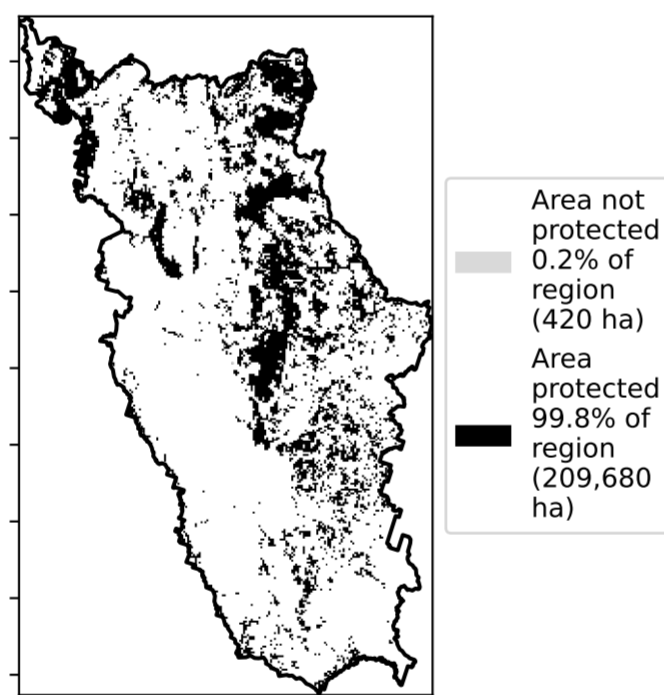 Area not
protected
0.2% of
region
(420 ha)
Area
protected
99.8% of
region
(209,680
ha)